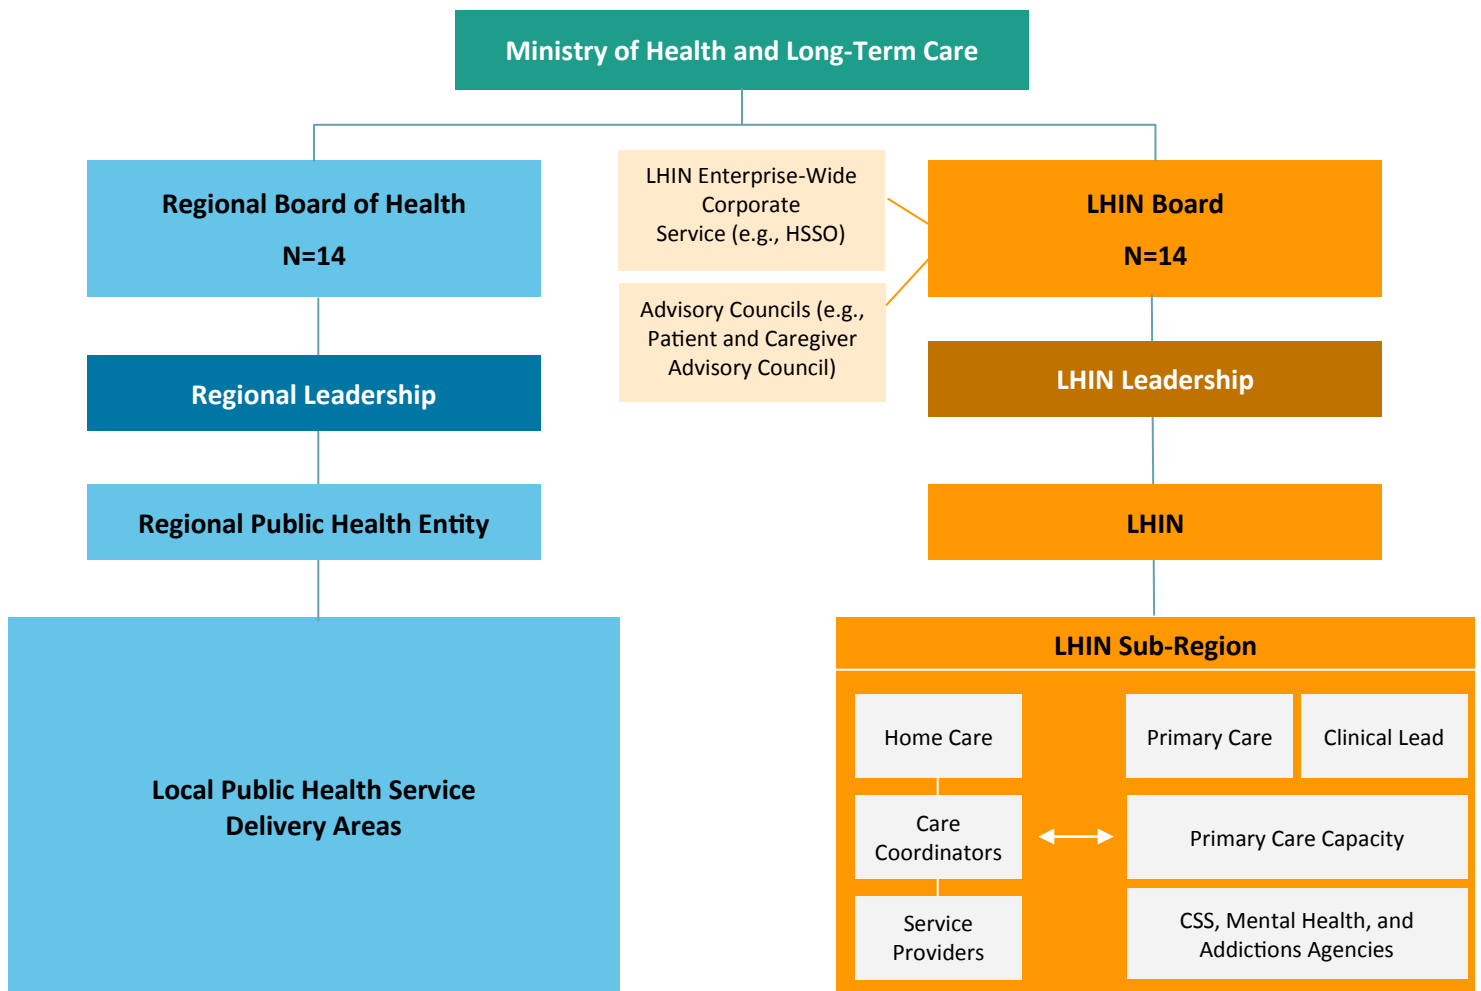 Ministry of Health and Long-Term Care
Regional Board of Health
N=14
LHIN Enterprise-Wide
Corporate
Service (e.g., HSSO)
LHIN Board
N=14
Advisory Councils (e.g.,
Patient and Caregiver
Advisory Council)
Regional Leadership
LHIN Leadership
Regional Public Health Entity
LHIN
Local Public Health Service
Delivery Areas
LHIN Sub-Region
Home Care
Primary Care
Clinical Lead
Care
Coordinators
Primary Care Capacity
Service
Providers
CSS, Mental Health, and
Addictions Agencies